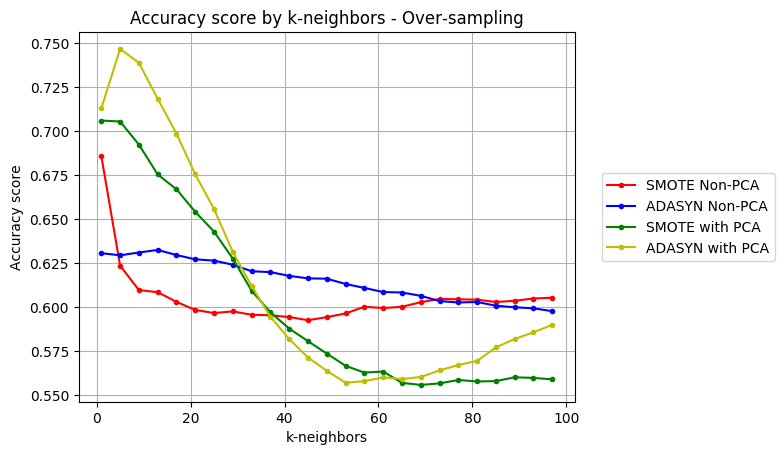 Accuracy score by k-neighbors - Over-sampling
Accuracy score
0.750
0.725
0.700
0.675
0.650
0.625
0.600
0.575
0.550
0 20 40 60 80 100
k-neighbors
SMOTE Non-PCA
ADASYN Non-PCA
SMOTE with PCA
ADASYN with PCA